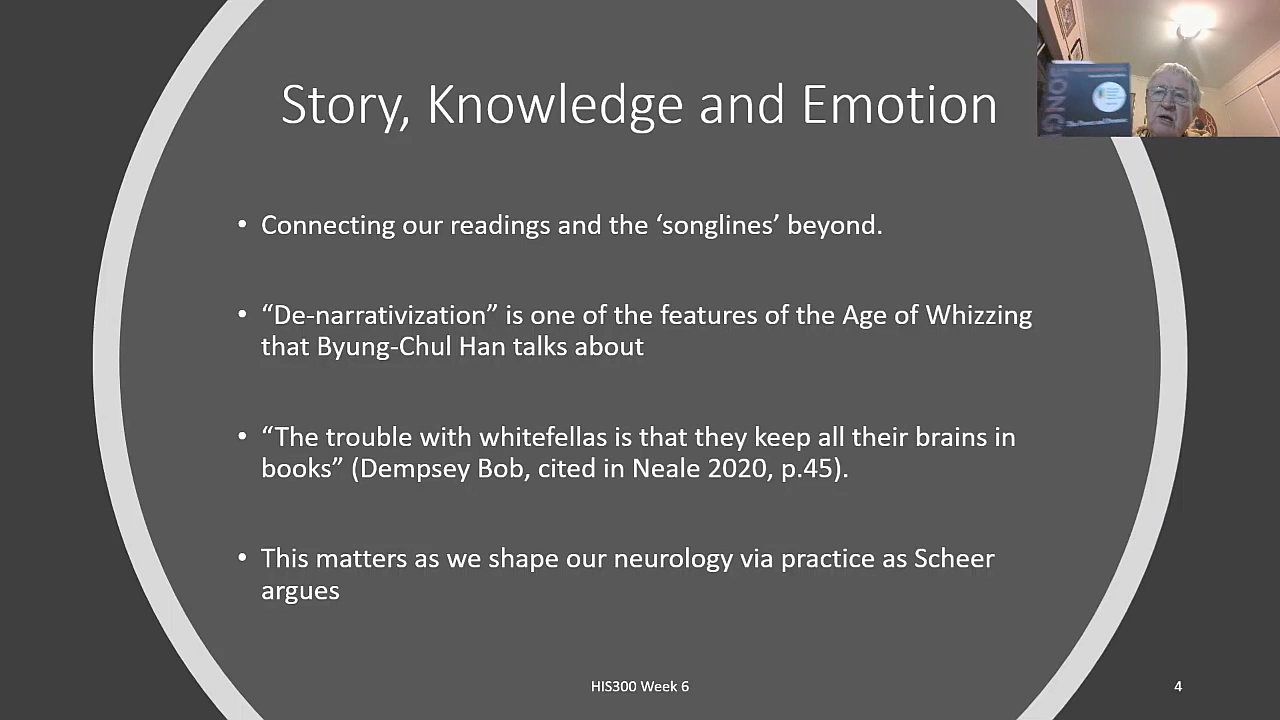 Story, Knowledge and Emotion
• Connecting our readings and the ‘songlines’ beyond.
• “De-narrativization” is one of the features of the Age of Whizzing
that Byung-Chul Han talks about
• “The trouble with whitefellas is that they keep all their brains in
books” (Dempsey Bob, cited in Neale 2020, p.45).
• This matters as we shape our neurology via practice as Scheer
argues
HIS300 Week 6
4